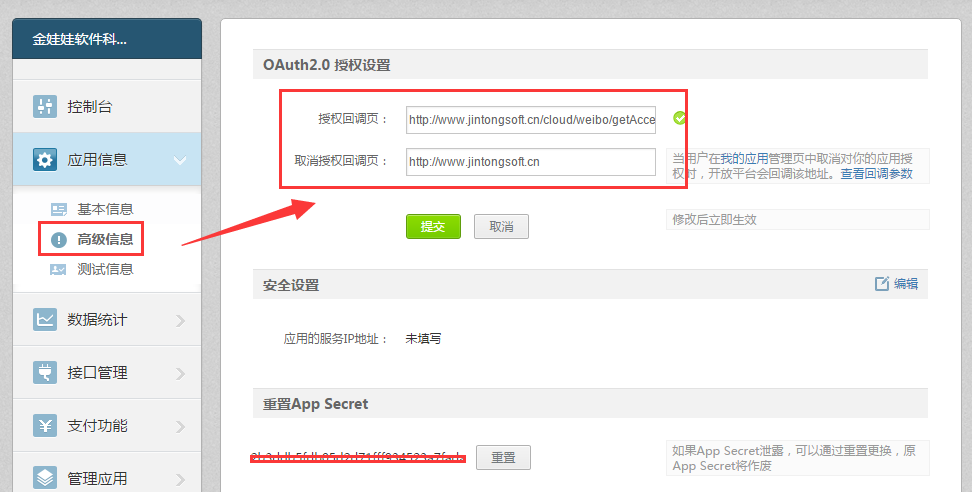 金娃娃软件科...
控制台
应用信息
基本信息
高级信息
测试信息
数据统计
接口管理
支付功能
管理应用
OAuth2.0 授权设置
授权回调页： http://www.jintongsoft.cn/cloud/weibo/getAcce
取消授权回调页： http://www.jintongsoft.cn
当用户在我的应用管理页中取消对你的应用授
权时，开放平台会回调该地址。查看回调参数
提交 取消
修改后立即生效
安全设置 编辑
应用的服务IP地址： 未填写
重置App Secret
重置
如果App Secret泄露，可以通过重置更换，原
App Secret将作废